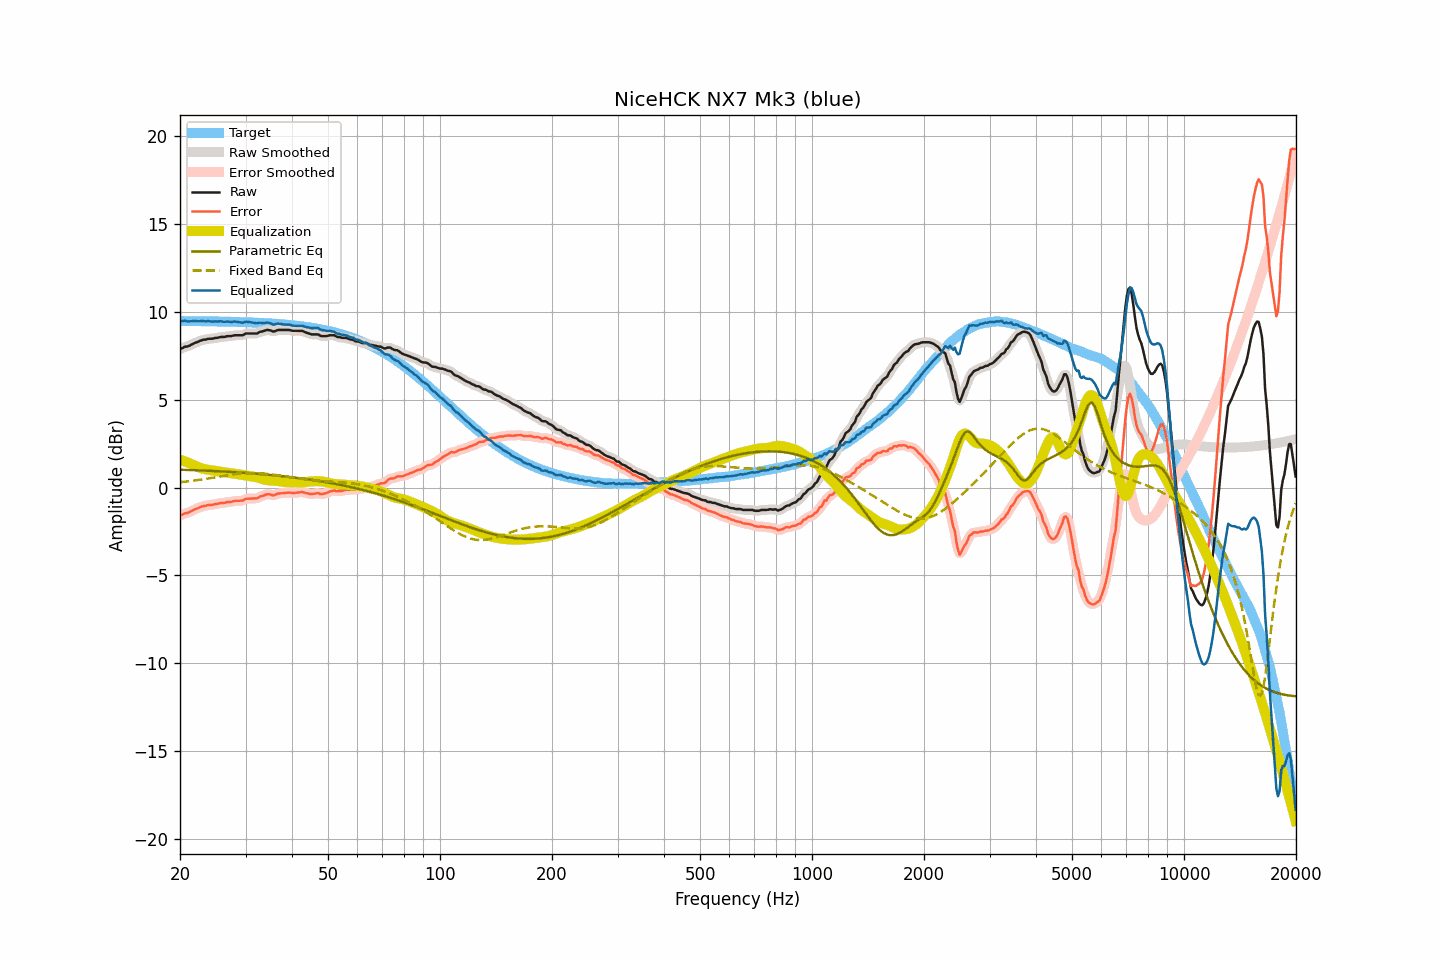 NiceHCK NX7 Mk3 (blue)
Target
Raw Smoothed
Error Smoothed
Raw
Error
Equalization
Parametric Eq
Fixed Band Eq
Equalized
20
15
10
5
0
−5
−10
−15
−20
Amplitude (dBr)
20 50 100 200 500 1000 2000 5000 10000 20000
Frequency (Hz)